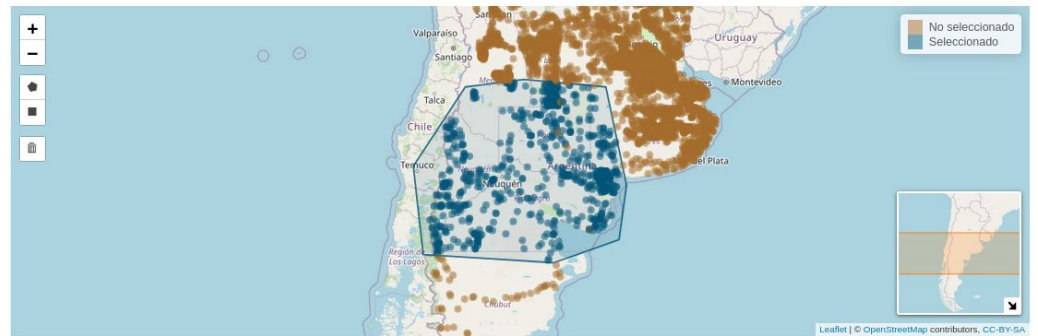 +
−
No seleccionado
Seleccionado
Valparaíso
Santiago
Uruguay
Montevideo
Talca
Chile
Temuco
Neuquén
del Plata
Región de
Los Lagos
Chubut
Leaflet | © OpenStreetMap contributors, CC-BY-SA